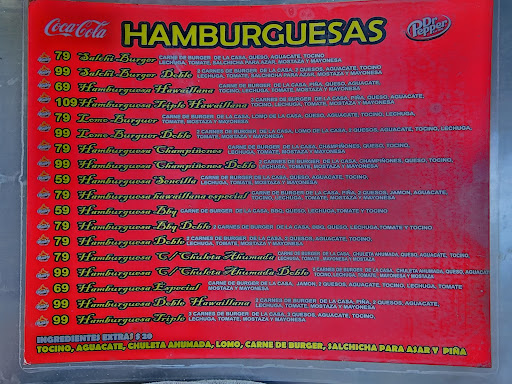 Coca-Cola HAMBURGUESAS Dr Pepper
79 Salchi-Burger CARNE DE BURGER DE LA CASA, QUESO, AGUACATE, TOCINO
LECHUGA, TOMATE, SALCHICHA PARA AZAR, MOSTAZA Y MAYONESA
99 Salchi-Burger Doble 2 CARNES DE BURGER DE LA CASA, 2 QUESOS, AGUACATE, TOCINO
LECHUGA, TOMATE, SALCHICHA PARA AZAR, MOSTAZA Y MAYONESA
69 Hamburguesa Hawaillana CARNE DE BURGER DE LA CASA, PIÑA, QUESO, AGUACATE,
TOCINO, LECHUGA, TOMATE, MOSTAZA Y MAYONESA
109 Hamburguesa Triple Hawaillana 3 CARNES DE BURGER DE LA CASA, PIÑA, QUESO, AGUACATE,
TOCINO, LECHUGA, TOMATE, MOSTAZA Y MAYONESA
79 Lomo-Burguer CARNE DE BURGER DE LA CASA, LOMO DE LA CASA, QUESO, AGUACATE, TOCINO, LECHUGA,
TOMATE, MOSTAZA Y MAYONESA
99 Lomo-Burguer Doble 2 CARNES DE BURGER DE LA CASA, LOMO DE LA CASA, 2 QUESOS, AGUACATE, TOCINO, LECHUGA,
TOMATE, MOSTAZA Y MAYONESA
79 Hamburguesa Champiñones CARNE DE BURGER DE LA CASA, CHAMPIÑONES, QUESO, TOCINO,
LECHUGA, TOMATE, MOSTAZA Y MAYONESA
99 Hamburguesa Champiñones Doble 2 CARNES DE BURGER DE LA CASA, CHAMPIÑONES, QUESO, TOCINO,
LECHUGA, TOMATE, MOSTAZA Y MAYONESA
59 Hamburguesa Sencilla CARNE DE BURGER DE LA CASA, QUESO, AGUACATE, TOCINO,
LECHUGA, TOMATE, MOSTAZA Y MAYONESA
79 Hamburguesa hawaillana especial CARNE DE BURGER DE LA CASA, PIÑA, 2 QUESOS, JAMON, AGUACATE,
TOCINO, LECHUGA, TOMATE, MOSTAZA Y MAYONESA
59 Hamburguesa-Bbq CARNE DE BURGER DE LA CASA, BBQ, QUESO, LECHUGA,TOMATE Y TOCINO
79 Hamburguesa-Bbq Doble 2 CARNES DE BURGER DE LA CASA, BBQ, QUESO, LECHUGA,TOMATE Y TOCINO
79 Hamburguesa Doble 2 CARNES DE BURGER DE LA CASA, 2 QUESOS, AGUACATE, TOCINO,
LECHUGA, TOMATE, MOSTAZA Y MAYONESA
79 Hamburguesa C/ Chuleta Ahumada CARNE DE BURGER DE LA CASA, CHULETA AHUMADA, QUESO, AGUACATE, TOCINO
LECHUGA, TOMATE, MAYONESA Y MOSTAZA
99 Hamburguesa C/ Chuleta Ahumada Doble 2 CARNES DE BURGER DE LA CASA, CHULETA AHUMADA, QUESO, AGUACATE,
TOCINO, LECHUGA, TOMATE, MAYONESA Y MOSTAZA
69 Hamburguesa Especial CARNE DE BURGER DE LA CASA, JAMON, 2 QUESOS, AGUACATE, TOCINO, LECHUGA, TOMATE
MOSTAZA Y MAYONESA
99 Hamburguesa Doble Hawaillana 2 CARNES DE BURGER DE LA CASA, PIÑA, 2 QUESOS, AGUACATE,
TOCINO, LECHUGA, TOMATE, MOSTAZA Y MAYONESA
99 Hamburguesa Triple 3 CARNES DE BURGER DE LA CASA, 3 QUESOS, AGUACATE, TOCINO,
LECHUGA, TOMATE, MOSTAZA Y MAYONESA
INGREDIENTES EXTRAS $ 20
TOCINO, AGUACATE, CHULETA AHUMADA, LOMO, CARNE DE BURGER, SALCHICHA PARA ASAR Y PIÑA